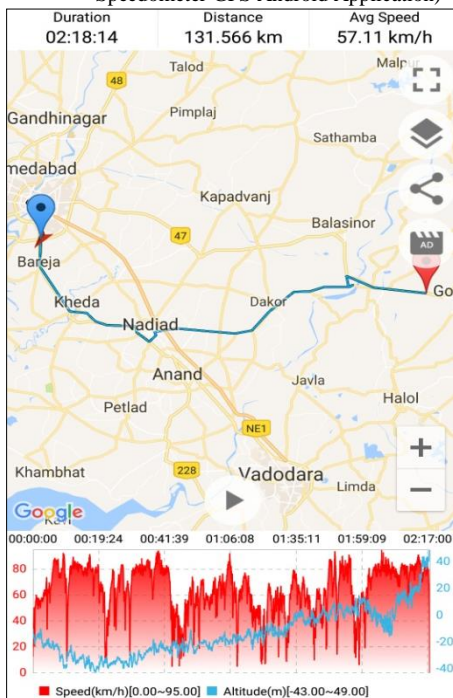 Speedometer GPS Android Application)
Duration Distance Avg Speed
02:18:14 131.566 km 57.11 km/h
Talod
Malpur
48
Pimplaj
Gandhinagar
Sathamba
medabad
Kapadvanj
AD
Balasinor
47
Bareja
Go
Kheda
Dakor
Nadiad
Anand
Javla
Halol
Petlad
NE1
Khambhat
228
Vadodara
Limda
Google
00:00:00 00:19:24 00:41:39 01:06:08 01:35:11 01:59:09 02:17:00
80
60
40
20
0
40
20
0
-20
-40
Speed(km/h)[0.00~95.00] Altitude(m)[-43.00~49.00]